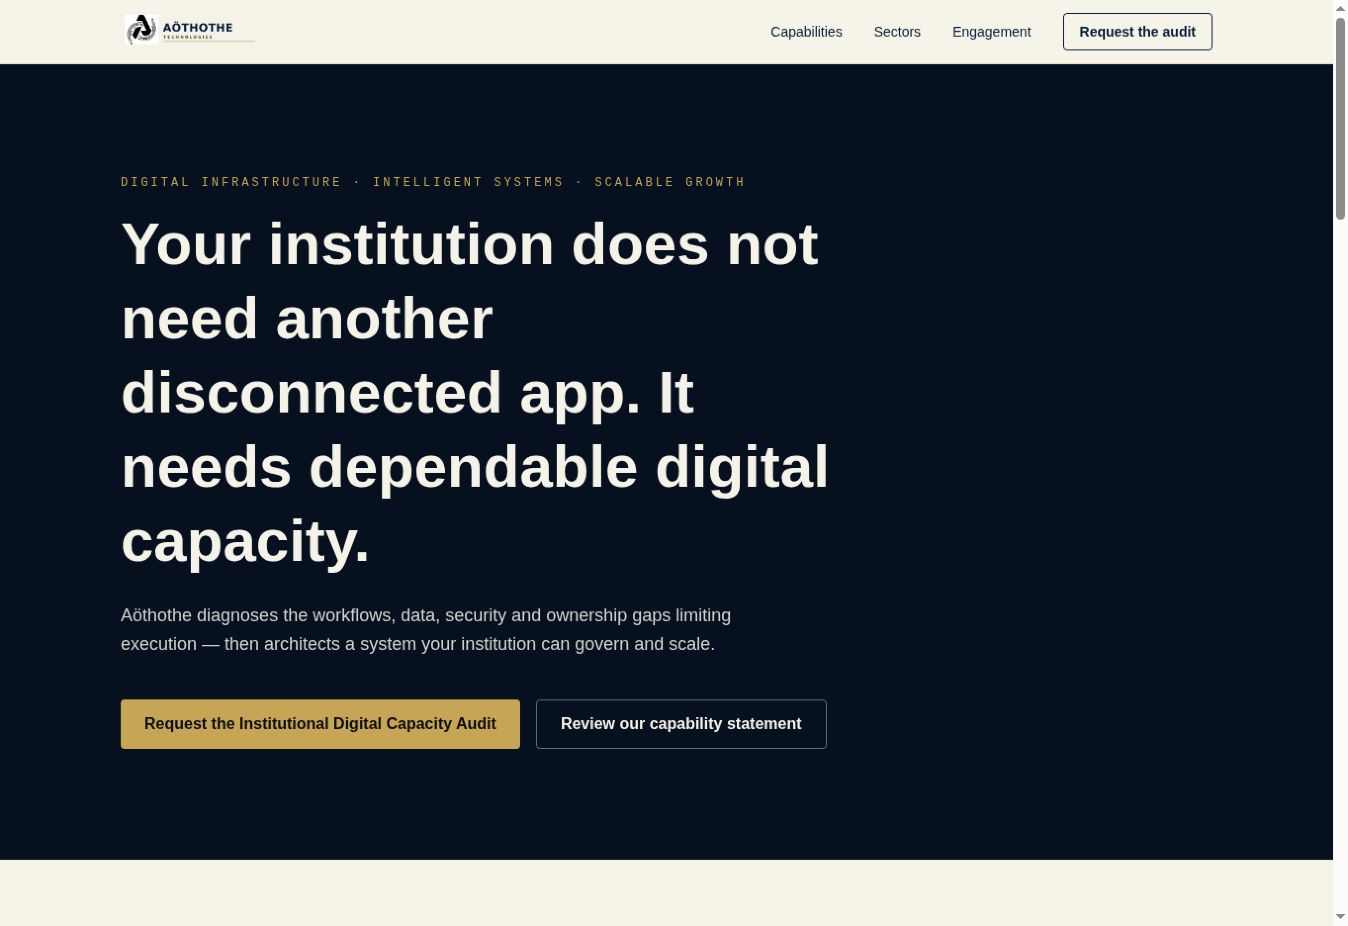 AÖTHOTHE
TECHNOLOGIES
Capabilities
Sectors
Engagement
Request the audit
DIGITAL INFRASTRUCTURE · INTELLIGENT SYSTEMS · SCALABLE GROWTH
Your institution does not
need another
disconnected app. It
needs dependable digital
capacity.
Aöthothe diagnoses the workflows, data, security and ownership gaps limiting
execution — then architects a system your institution can govern and scale.
Request the Institutional Digital Capacity Audit
Review our capability statement